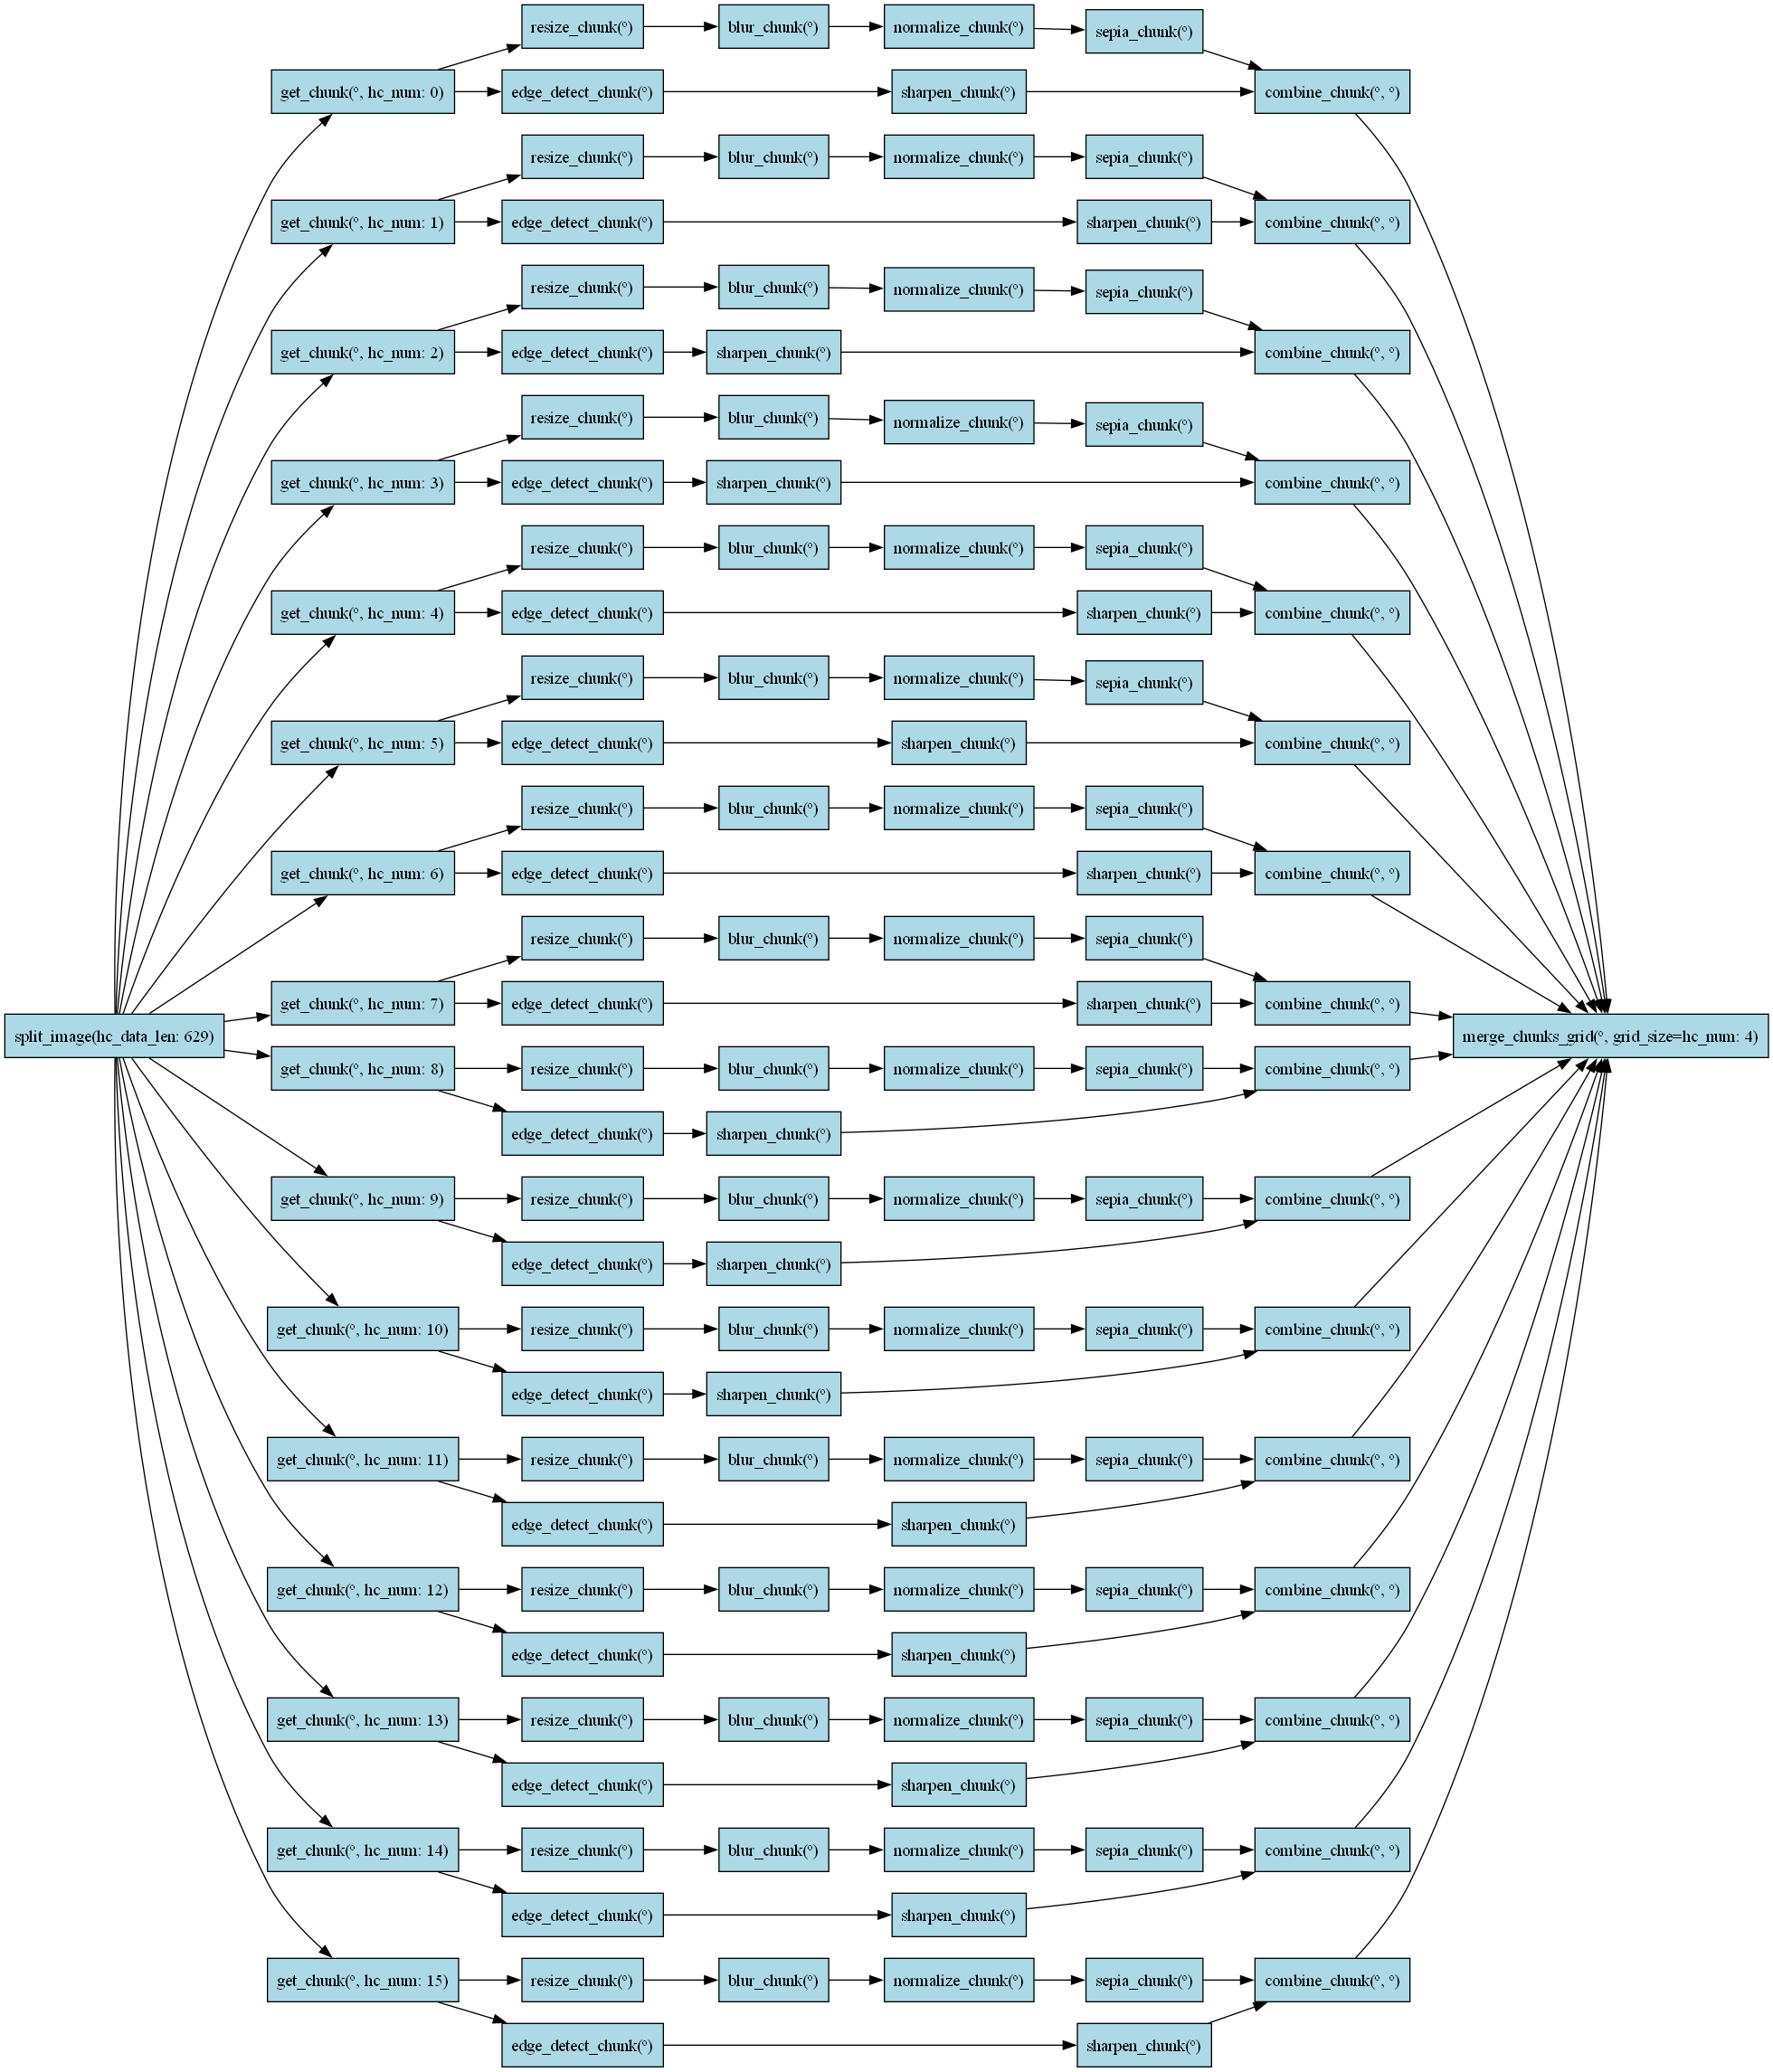 resize_chunk(°) blur_chunk(°) normalize_chunk(°) sepia_chunk(°)
get_chunk(°, hc_num: 0) edge_detect_chunk(°) sharpen_chunk(°) combine_chunk(°, °)
resize_chunk(°) blur_chunk(°) normalize_chunk(°) sepia_chunk(°)
get_chunk(°, hc_num: 1) edge_detect_chunk(°) sharpen_chunk(°) combine_chunk(°, °)
resize_chunk(°) blur_chunk(°) normalize_chunk(°) sepia_chunk(°)
get_chunk(°, hc_num: 2) edge_detect_chunk(°) sharpen_chunk(°) combine_chunk(°, °)
resize_chunk(°) blur_chunk(°) normalize_chunk(°) sepia_chunk(°)
get_chunk(°, hc_num: 3) edge_detect_chunk(°) sharpen_chunk(°) combine_chunk(°, °)
resize_chunk(°) blur_chunk(°) normalize_chunk(°) sepia_chunk(°)
get_chunk(°, hc_num: 4) edge_detect_chunk(°) sharpen_chunk(°) combine_chunk(°, °)
resize_chunk(°) blur_chunk(°) normalize_chunk(°) sepia_chunk(°)
get_chunk(°, hc_num: 5) edge_detect_chunk(°) sharpen_chunk(°) combine_chunk(°, °)
resize_chunk(°) blur_chunk(°) normalize_chunk(°) sepia_chunk(°)
get_chunk(°, hc_num: 6) edge_detect_chunk(°) sharpen_chunk(°) combine_chunk(°, °)
resize_chunk(°) blur_chunk(°) normalize_chunk(°) sepia_chunk(°)
get_chunk(°, hc_num: 7) edge_detect_chunk(°) sharpen_chunk(°) combine_chunk(°, °)
split_image(hc_data_len: 629) merge_chunks_grid(°, grid_size=hc_num: 4)
get_chunk(°, hc_num: 8) resize_chunk(°) blur_chunk(°) normalize_chunk(°) sepia_chunk(°) combine_chunk(°, °)
edge_detect_chunk(°) sharpen_chunk(°)
get_chunk(°, hc_num: 9) resize_chunk(°) blur_chunk(°) normalize_chunk(°) sepia_chunk(°) combine_chunk(°, °)
edge_detect_chunk(°) sharpen_chunk(°)
get_chunk(°, hc_num: 10) resize_chunk(°) blur_chunk(°) normalize_chunk(°) sepia_chunk(°) combine_chunk(°, °)
edge_detect_chunk(°) sharpen_chunk(°)
get_chunk(°, hc_num: 11) resize_chunk(°) blur_chunk(°) normalize_chunk(°) sepia_chunk(°) combine_chunk(°, °)
edge_detect_chunk(°) sharpen_chunk(°)
get_chunk(°, hc_num: 12) resize_chunk(°) blur_chunk(°) normalize_chunk(°) sepia_chunk(°) combine_chunk(°, °)
edge_detect_chunk(°) sharpen_chunk(°)
get_chunk(°, hc_num: 13) resize_chunk(°) blur_chunk(°) normalize_chunk(°) sepia_chunk(°) combine_chunk(°, °)
edge_detect_chunk(°) sharpen_chunk(°)
get_chunk(°, hc_num: 14) resize_chunk(°) blur_chunk(°) normalize_chunk(°) sepia_chunk(°) combine_chunk(°, °)
edge_detect_chunk(°) sharpen_chunk(°)
get_chunk(°, hc_num: 15) resize_chunk(°) blur_chunk(°) normalize_chunk(°) sepia_chunk(°) combine_chunk(°, °)
edge_detect_chunk(°) sharpen_chunk(°)